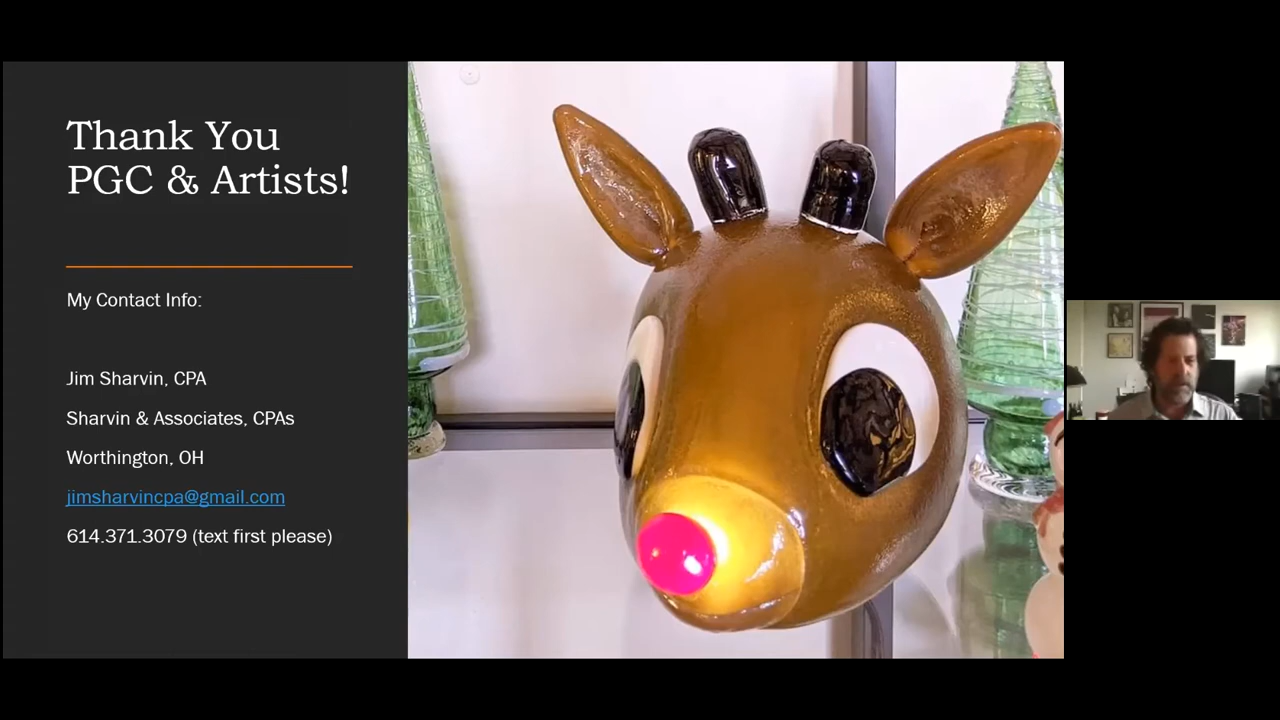 Thank You
PGC & Artists!
My Contact Info:
Jim Sharvin, CPA
Sharvin & Associates, CPAs
Worthington, OH
jimsharvincpa@gmail.com
614.371.3079 (text first please)